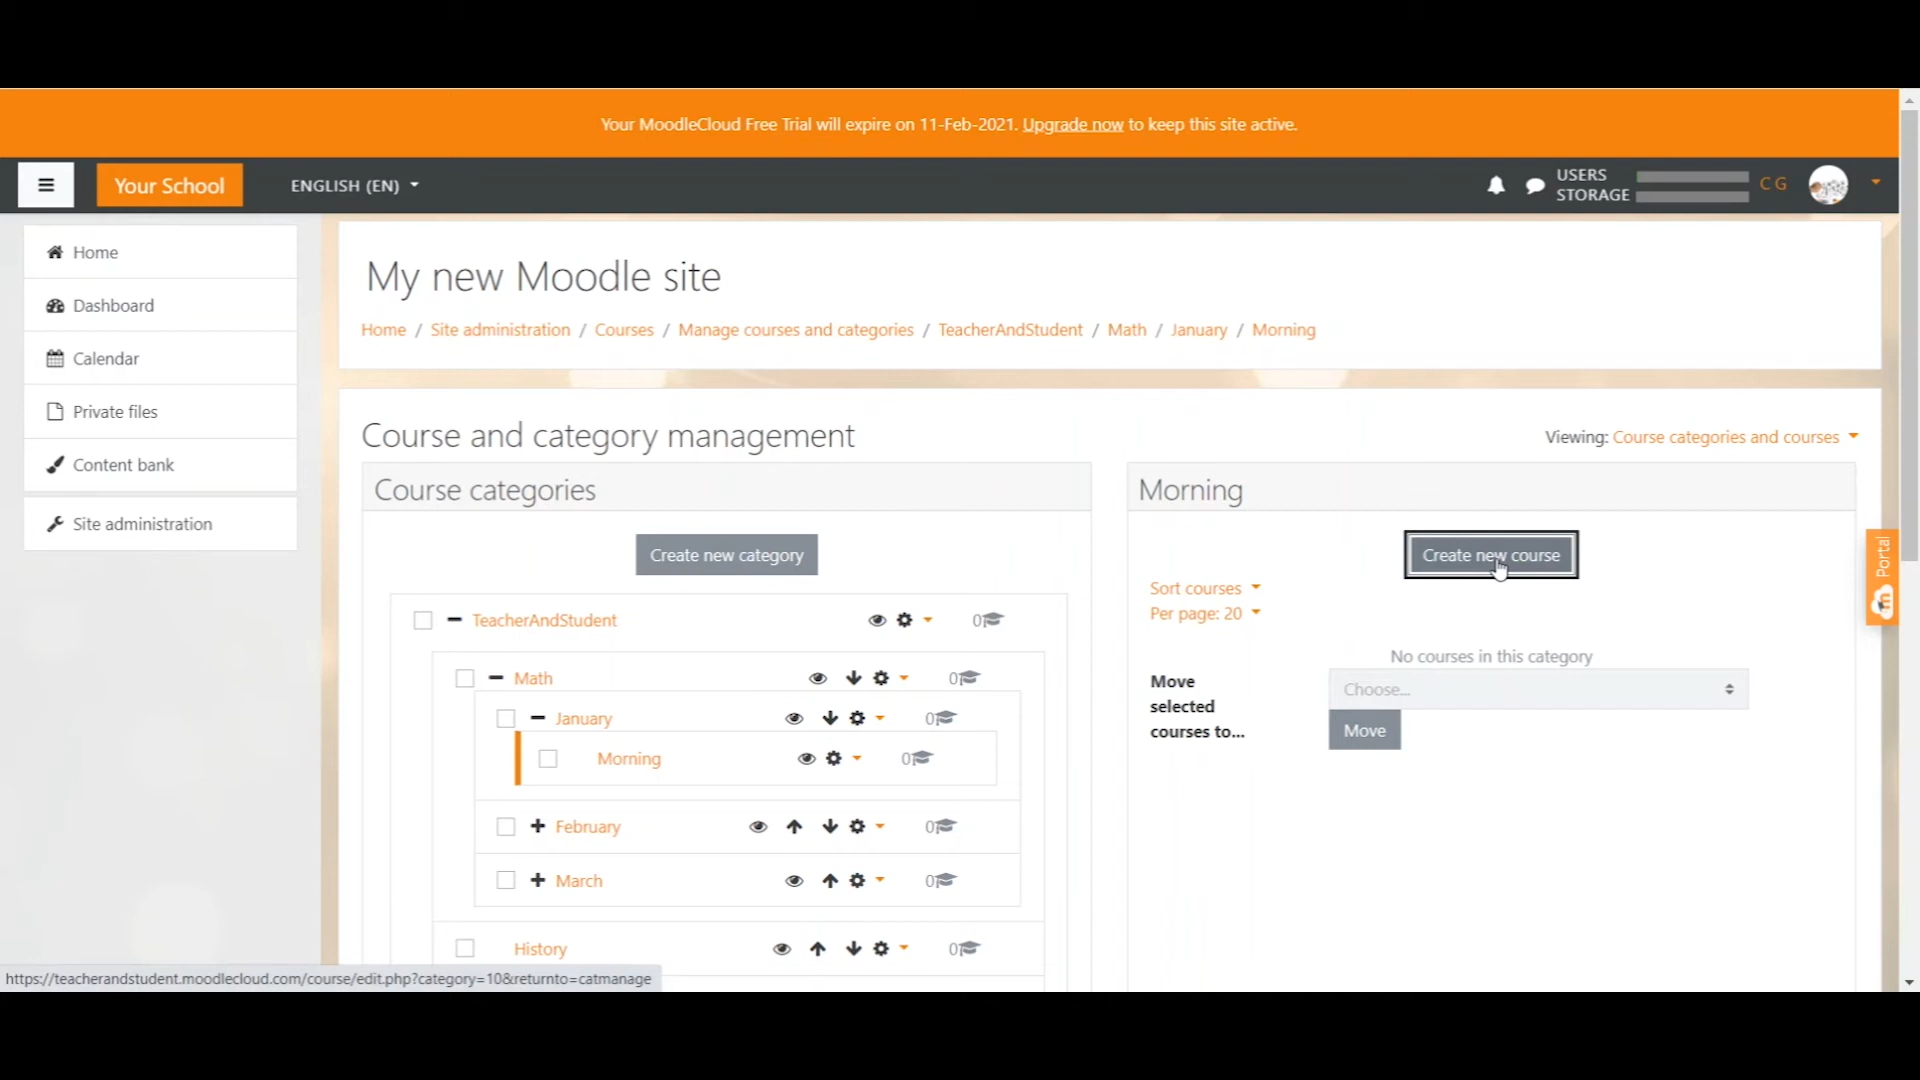 Your MoodleCloud Free Trial will expire on 11-Feb-2021. Upgrade now to keep this site active.
Your School
ENGLISH (EN)
USERS
STORAGE
C G
Home
Dashboard
Calendar
Private files
Content bank
Site administration
My new Moodle site
Home / Site administration / Courses / Manage courses and categories / TeacherAndStudent / Math / January / Morning
Course and category management
Viewing: Course categories and courses
Course categories
Create new category
TeacherAndStudent 0
Math 0
January 0
Morning 0
February 0
March 0
History 0
Morning
Create new course
Sort courses
Per page: 20
No courses in this category
Move
selected
courses to...
Choose...
Move
Portal
https://teacherandstudent.moodlecloud.com/course/edit.php?category=10&returnto=catmanage